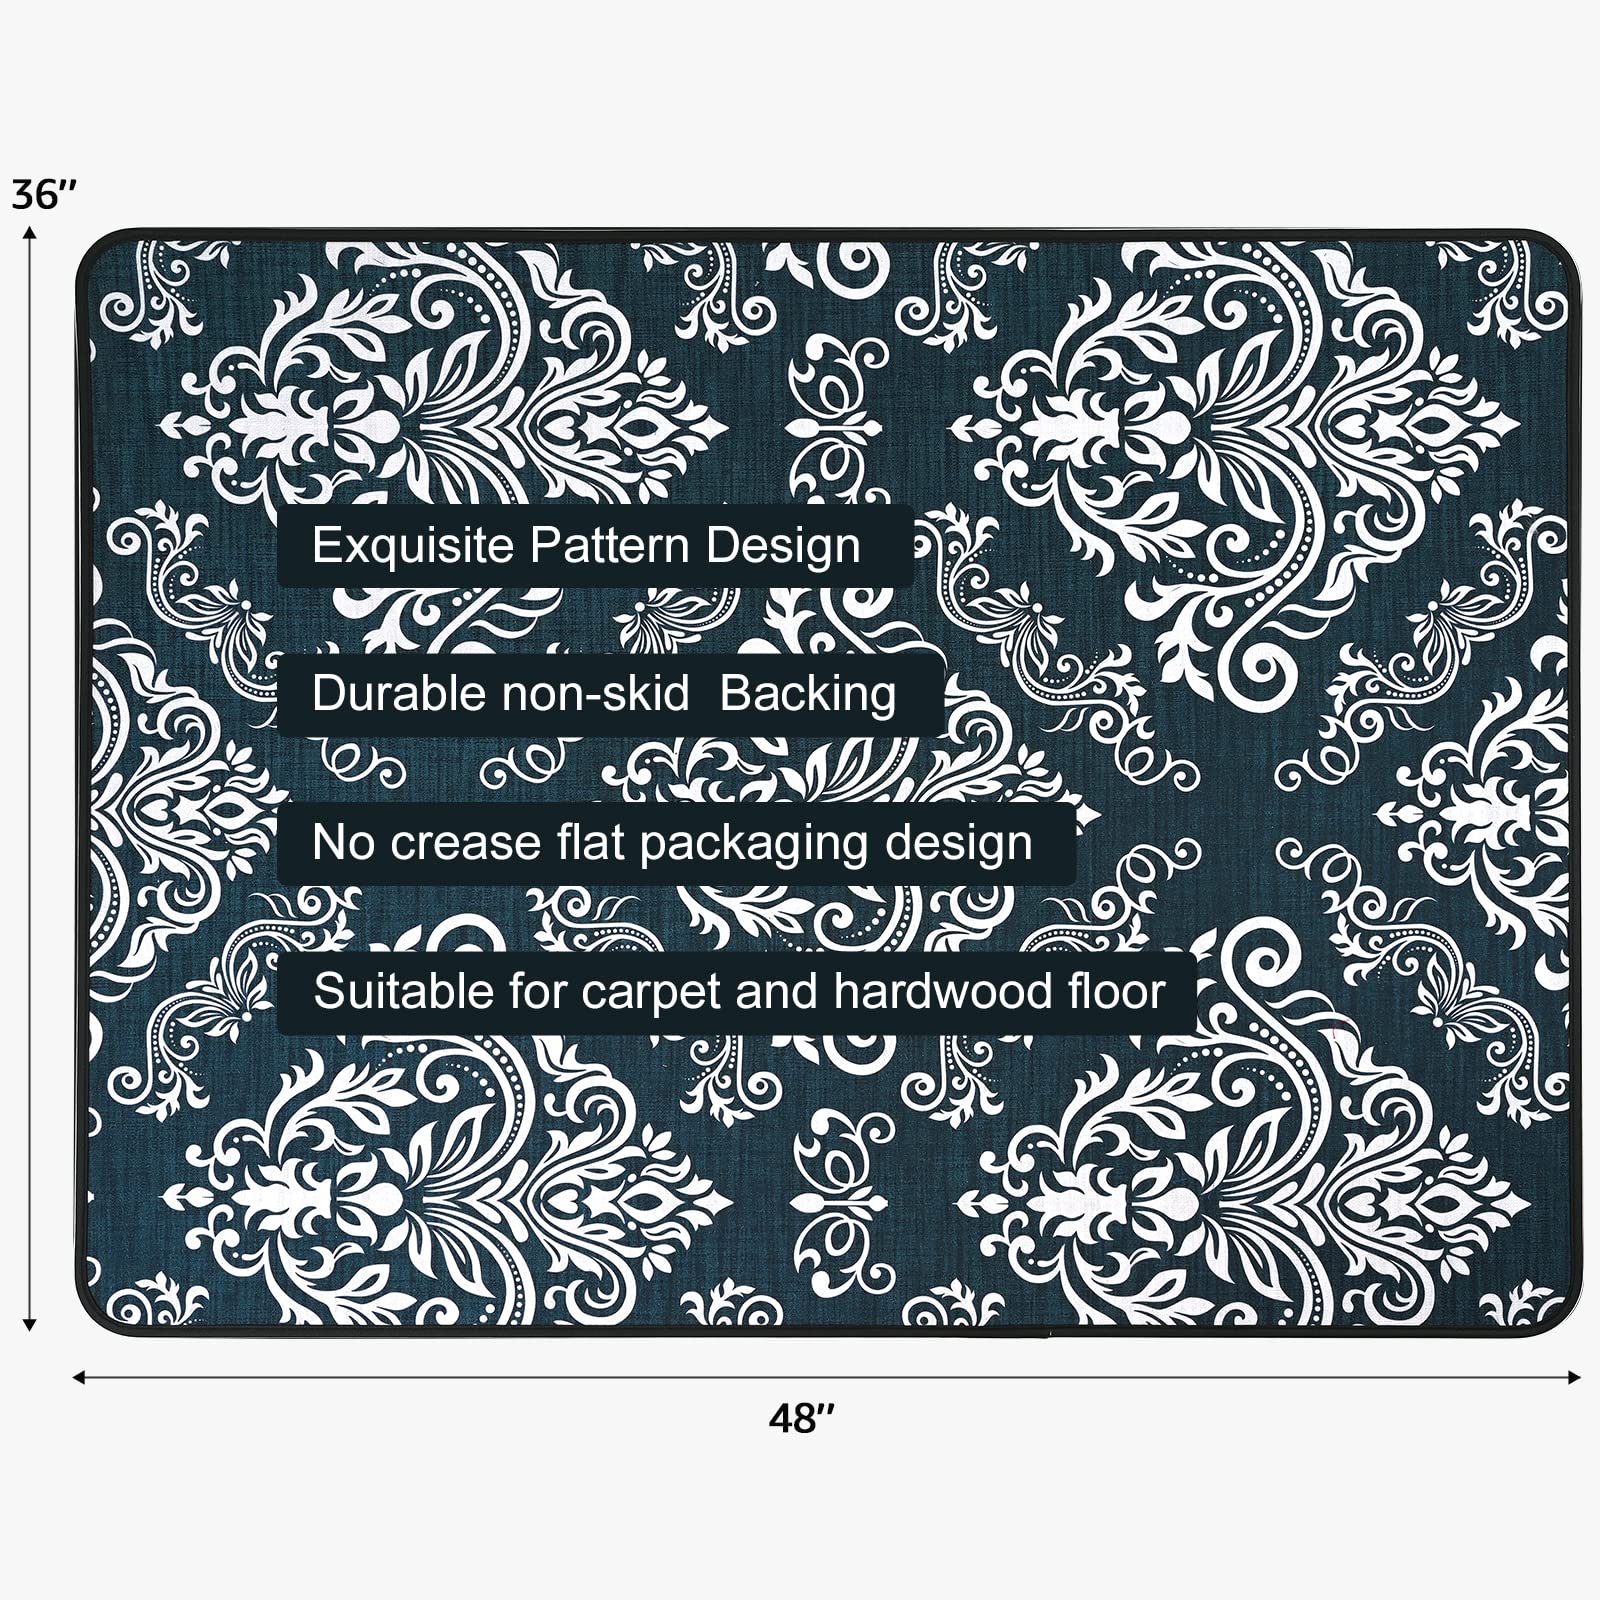 36″
Exquisite Pattern Design
Durable non-skid  Backing
No crease flat packaging design
Suitable for carpet and hardwood floor
48″